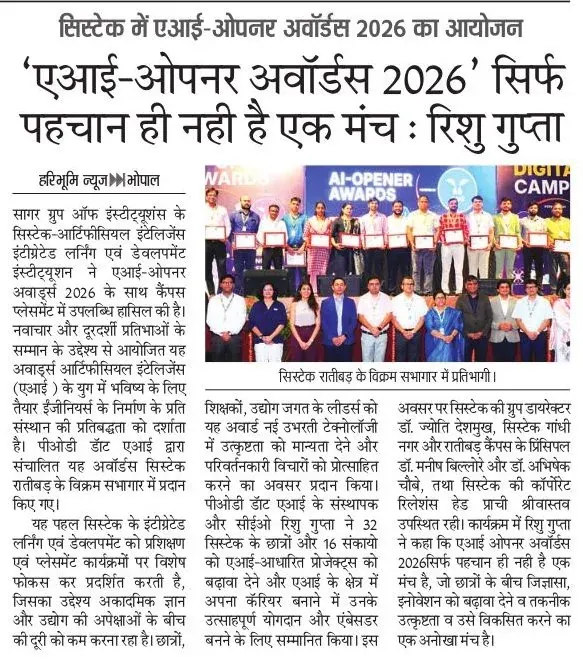 सिस्टेक में एआई-ओपनर अवॉर्डस 2026 का आयोजन
‘एआई-ओपनर अवॉर्डस 2026’ सिर्फ
पहचान ही नही है एक मंच : रिशु गुप्ता
हरिभूमि न्यूज▶▶भोपाल
सागर ग्रुप ऑफ इंस्टीट्यूशंस के
सिस्टेक-आर्टिफीसियल इंटेलिजेंस
इंटीग्रेटेड लर्निंग एवं डेवलपमेंट
इंस्टीट्यूशन ने एआई-ओपनर
अवाड्र्स 2026 के साथ कैंपस
प्लेसमेंट में उपलब्धि हासिल की है।
नवाचार और दूरदर्शी प्रतिभाओं के
सम्मान के उद्देश्य से आयोजित यह
अवाड्र्स आर्टिफीसियल इंटेलिजेंस
(एआई ) के युग में भविष्य के लिए
तैयार ईंजीनियर्स के निर्माण के प्रति
संस्थान की प्रतिबद्धता को दर्शाता
है। पीओडी डॉट एआई द्वारा
संचालित यह अवॉर्डस सिस्टेक
रातीबड़ के विक्रम सभागार में प्रदान
किए गए।
यह पहल सिस्टेक के इंटीग्रेटेड
लर्निंग एवं डेवलपमेंट को प्रशिक्षण
एवं प्लेसमेंट कार्यक्रमों पर विशेष
फोकस कर प्रदर्शित करती है,
जिसका उद्देश्य अकादमिक ज्ञान
और उद्योग की अपेक्षाओं के बीच
की दूरी को कम करना रहा है। छात्रों,
AI-OPENER
AWARDS
AWARDS
DIGITA
CAMP
सिस्टेक रातीबड़ के विक्रम सभागार में प्रतिभागी।
शिक्षकों, उद्योग जगत के लीडर्स को
यह अवार्ड नई उभरती टेक्नोलॉजी
में उत्कृष्टता को मान्यता देने और
परिवर्तनकारी विचारों को प्रोत्साहित
करने का अवसर प्रदान किया।
पीओडी डॉट एआई के संस्थापक
और सीईओ रिशु गुप्ता ने 32
सिस्टेक के छात्रों और 16 संकायो
को एआई-आधारित प्रोजेक्ट्स को
बढ़ावा देने और एआई के क्षेत्र में
अपना कॅरियर बनाने में उनके
उत्साहपूर्ण योगदान और एंबेसडर
बनने के लिए सम्मानित किया। इस
अवसर पर सिस्टेक की ग्रुप डायरेक्टर
डॉ. ज्योति देशमुख, सिस्टेक गांधी
नगर और रातीबड़ कैंपस के प्रिंसिपल
डॉ. मनीष बिल्लोरे और डॉ. अभिषेक
चौबे, तथा सिस्टेक की कॉर्पोरेट
रिलेशंस हेड प्राची श्रीवास्तव
उपस्थित रही। कार्यक्रम में रिशु गुप्ता
ने कहा कि एआई ओपनर अवॉर्डस
2026सिर्फ पहचान ही नही है एक
मंच है, जो छात्रों के बीच जिज्ञासा,
इनोवेशन को बढ़ावा देने व तकनीक
उत्कृष्टता व उसे विकसित करने का
एक अनोखा मंच है।